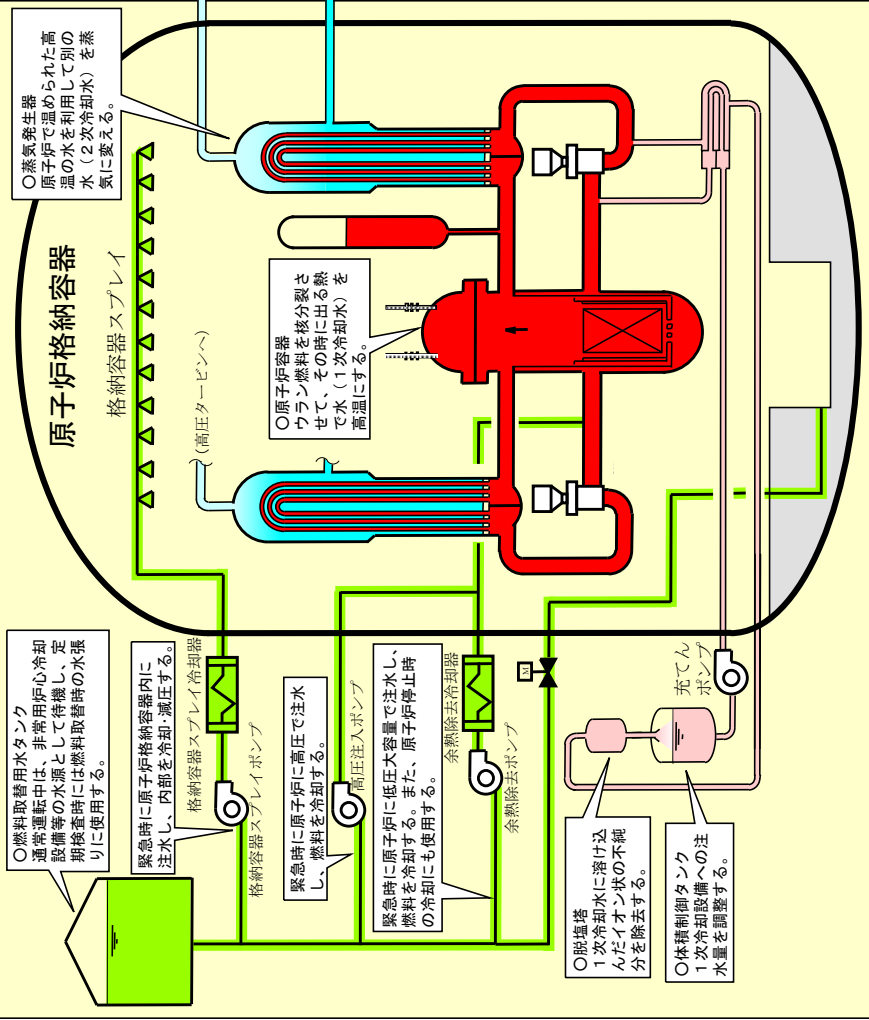 ○蒸気発生器
原子炉で温められた高
温の水を利用して別の
水（２次冷却水）を蒸
気に変える。
原子炉格納容器
格納容器スプレイ
（高圧タービンへ）
○原子炉容器
ウラン燃料を核分裂さ
せて、その時に出る熱
で水（１次冷却水）を
高温にする。
○燃料取替用水タンク
通常運転中は、非常用炉心冷却
設備等の水源として待機し、定
期検査時には燃料取替時の水張
りに使用する。
緊急時に原子炉格納容器内に
注水し、内部を冷却･減圧する。
格納容器スプレイ冷却器
格納容器スプレイポンプ
緊急時に原子炉に高圧で注水
し、燃料を冷却する。
高圧注入ポンプ
緊急時に原子炉に低圧大容量で注水し、
燃料を冷却する。また、原子炉停止時
の冷却にも使用する。
余熱除去冷却器
余熱除去ポンプ
M
充てん
ポンプ
○脱塩塔
１次冷却水に溶け込
んだイオン状の不純
分を除去する。
○体積制御タンク
１次冷却設備への注
水量を調整する。